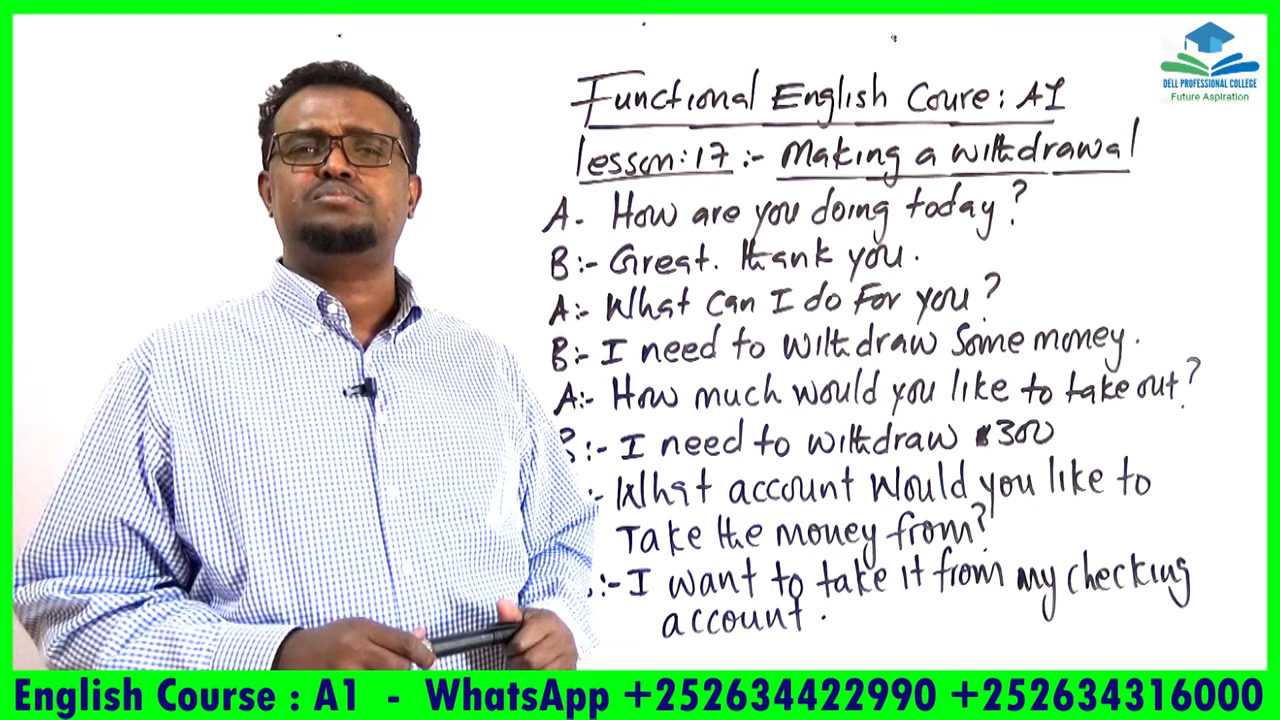 DELL PROFESSIONAL COLLEGE
Future Aspiration
Functional English Coure: A1
lesson:17 :- Making a withdrawal
A- How are you doing today?
B:- Great. thank you.
A:- What can I do for you?
B:- I need to withdraw some money.
A:- How much would you like to take out?
B:- I need to withdraw $300
:- What account would you like to
Take the money from?
:- I want to take it from my checking
account.
English Course : A1 - WhatsApp +252634422990 +252634316000